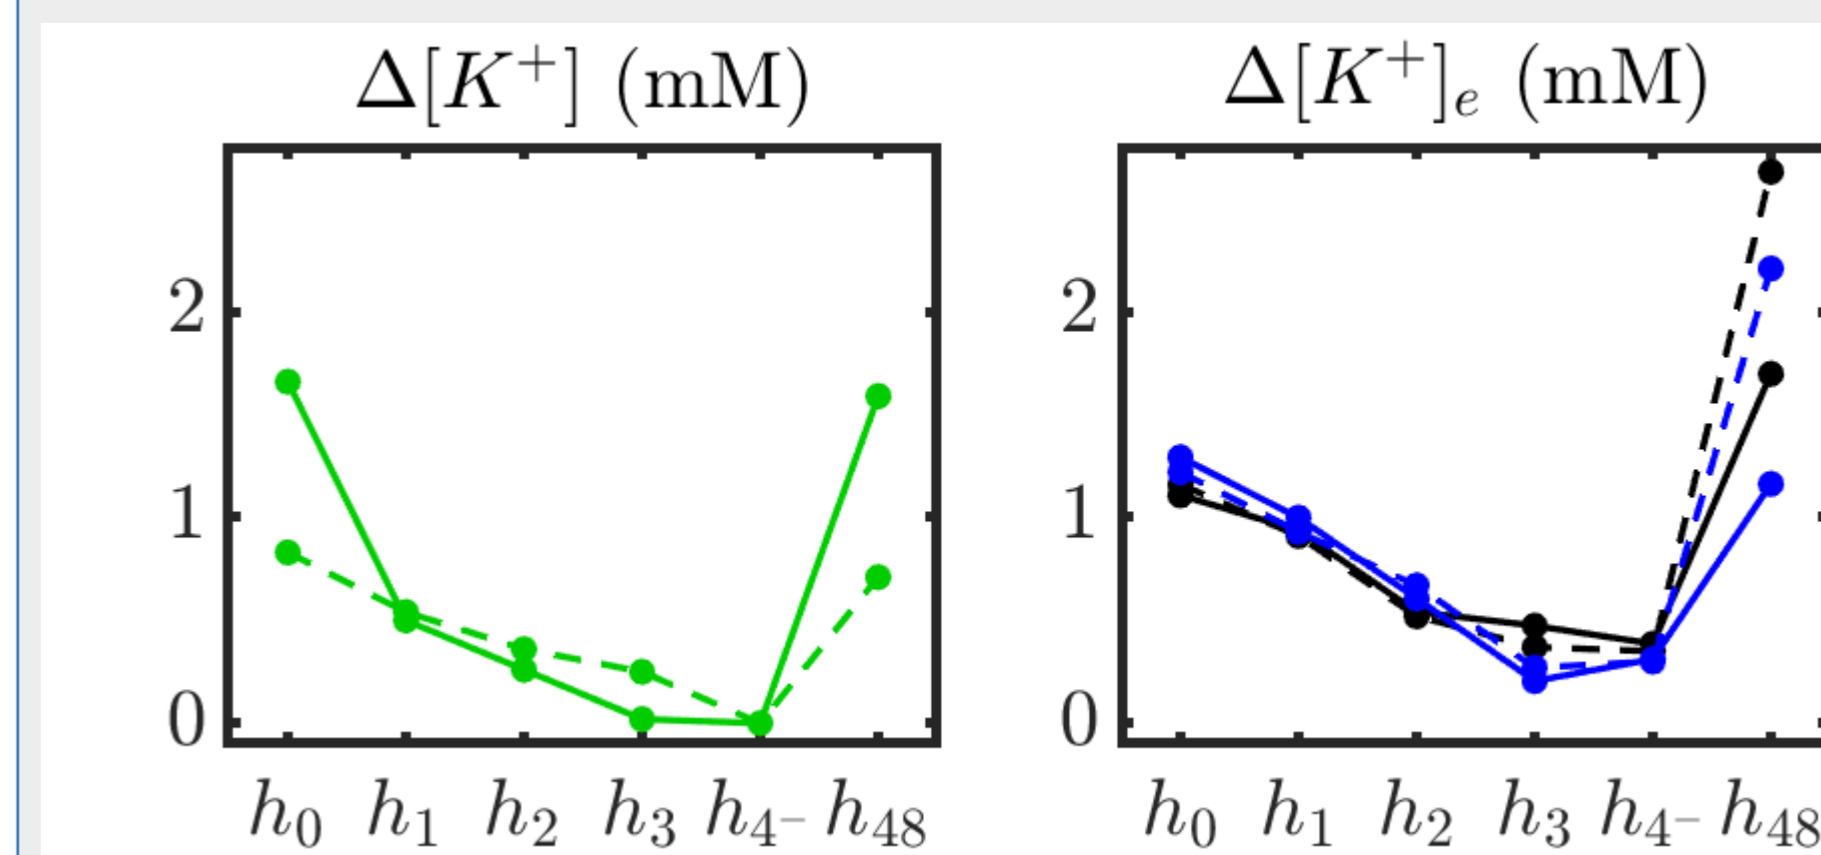 Δ[K⁺] (mM)
Δ[K⁺]ₑ (mM)
2
1
0
2
1
0
h₀ h₁ h₂ h₃ h₄₋ h₄₈
h₀ h₁ h₂ h₃ h₄₋ h₄₈